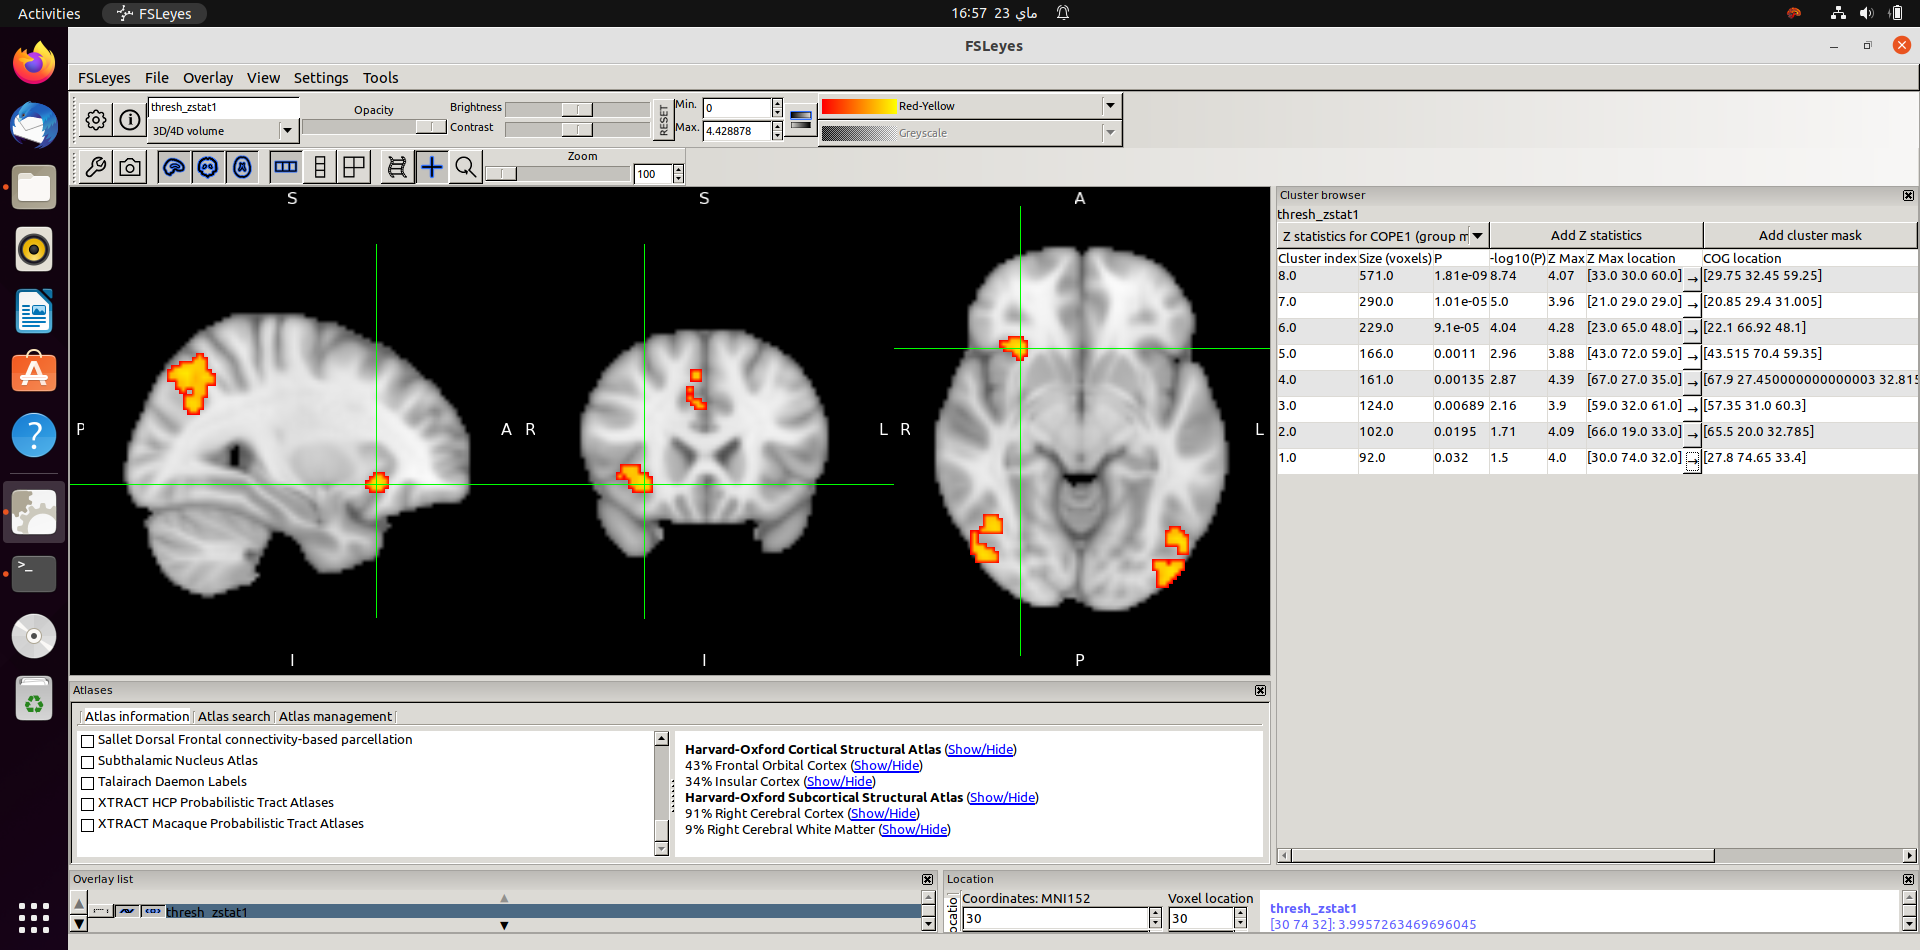 Activities FSLeyes 16:57 23 ماي
FSLeyes
FSLeyes File Overlay View Settings Tools
thresh_zstat1
3D/4D volume
Opacity
Brightness
Contrast
RESET
Min. 0
Max. 4.428878
Red-Yellow
Greyscale
Zoom
100
S S A
P A R L R L
I I P
Cluster browser
thresh_zstat1
Z statistics for COPE1 (group m Add Z statistics Add cluster mask
Cluster index Size (voxels) P -log10(P) Z Max Z Max location COG location
8.0 571.0 1.81e-09 8.74 4.07 [33.0 30.0 60.0] → [29.75 32.45 59.25]
7.0 290.0 1.01e-05 5.0 3.96 [21.0 29.0 29.0] → [20.85 29.4 31.005]
6.0 229.0 9.1e-05 4.04 4.28 [23.0 65.0 48.0] → [22.1 66.92 48.1]
5.0 166.0 0.0011 2.96 3.88 [43.0 72.0 59.0] → [43.515 70.4 59.35]
4.0 161.0 0.00135 2.87 4.39 [67.0 27.0 35.0] → [67.9 27.450000000000003 32.815
3.0 124.0 0.00689 2.16 3.9 [59.0 32.0 61.0] → [57.35 31.0 60.3]
2.0 102.0 0.0195 1.71 4.09 [66.0 19.0 33.0] → [65.5 20.0 32.785]
1.0 92.0 0.032 1.5 4.0 [30.0 74.0 32.0] → [27.8 74.65 33.4]
Atlases
Atlas information Atlas search Atlas management
Sallet Dorsal Frontal connectivity-based parcellation
Subthalamic Nucleus Atlas
Talairach Daemon Labels
XTRACT HCP Probabilistic Tract Atlases
XTRACT Macaque Probabilistic Tract Atlases
Harvard-Oxford Cortical Structural Atlas (Show/Hide)
43% Frontal Orbital Cortex (Show/Hide)
34% Insular Cortex (Show/Hide)
Harvard-Oxford Subcortical Structural Atlas (Show/Hide)
91% Right Cerebral Cortex (Show/Hide)
9% Right Cerebral White Matter (Show/Hide)
Overlay list
thresh_zstat1
Location
Coordinates: MNI152 Voxel location
30 30
thresh_zstat1
[30 74 32]: 3.9957263469696045